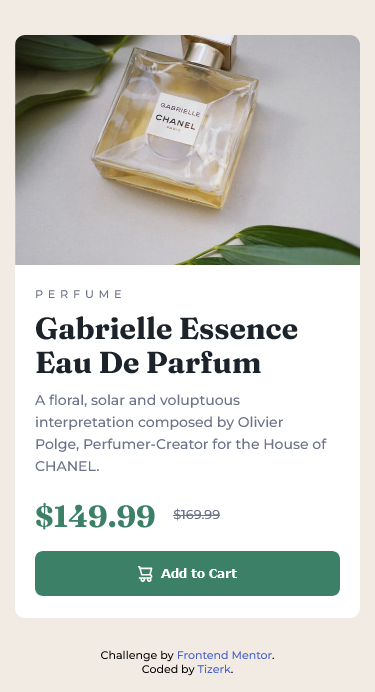 GABRIELLE
CHANEL
PARIS
PERFUME
Gabrielle Essence
Eau De Parfum
A floral, solar and voluptuous
interpretation composed by Olivier
Polge, Perfumer-Creator for the House of
CHANEL.
$149.99 $169.99
Add to Cart
Challenge by Frontend Mentor.
Coded by Tizerk.